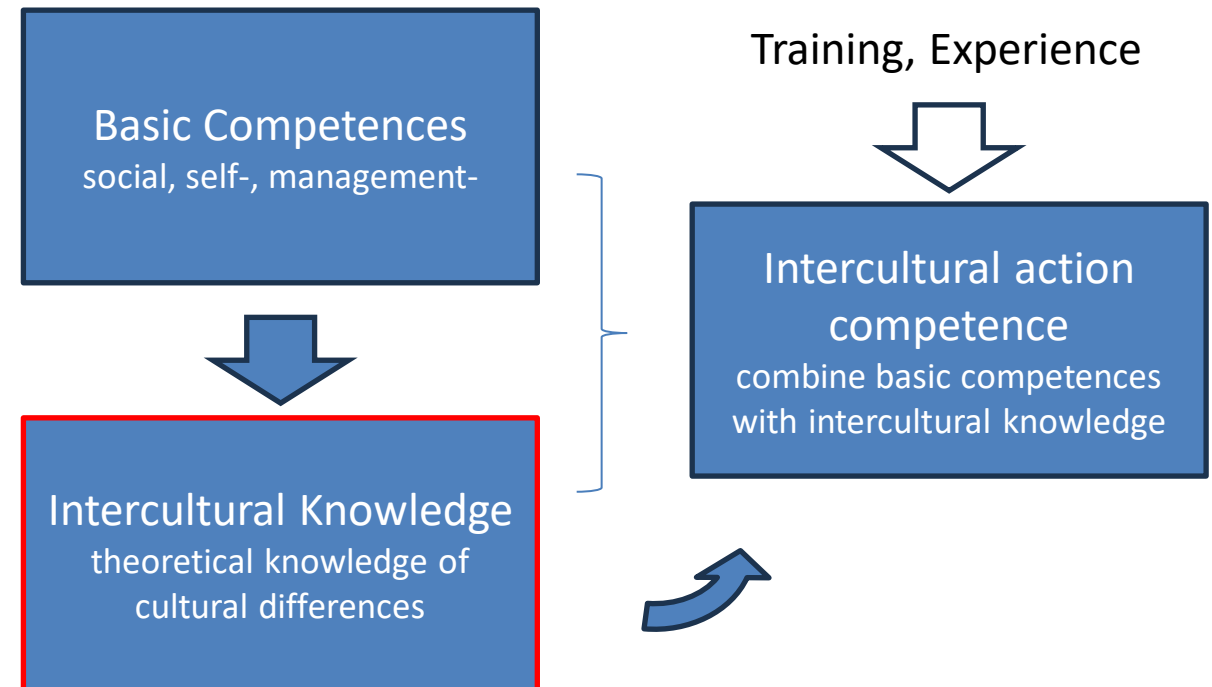 Basic Competences
social, self-, management-
Intercultural Knowledge
theoretical knowledge of
cultural differences
Training, Experience
Intercultural action
competence
combine basic competences
with intercultural knowledge